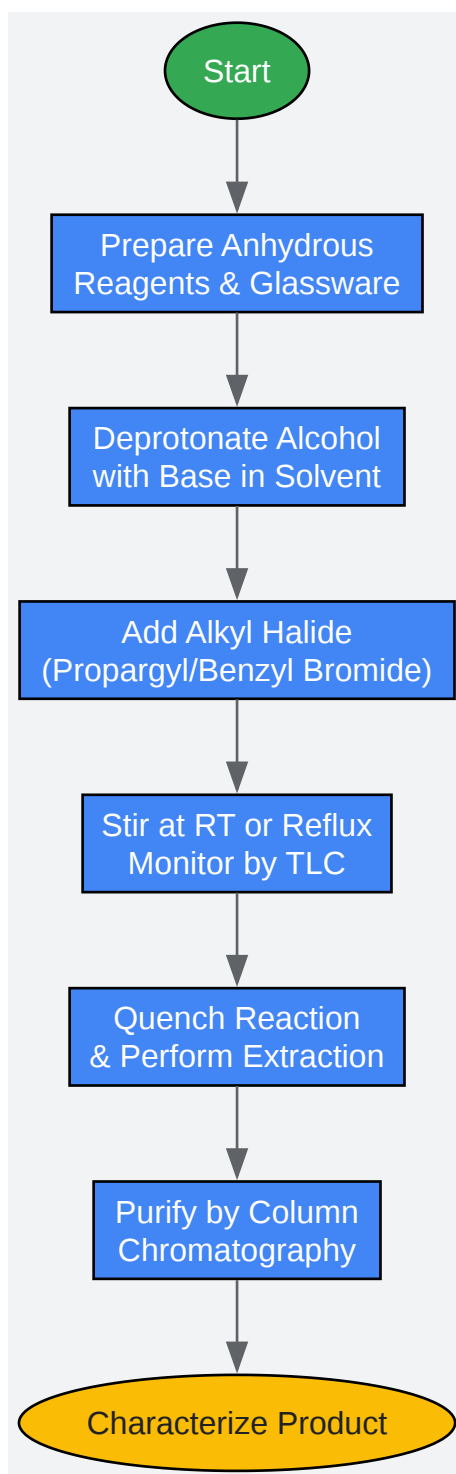 Start
Prepare Anhydrous
Reagents & Glassware
Deprotonate Alcohol
with Base in Solvent
Add Alkyl Halide
(Propargyl/Benzyl Bromide)
Stir at RT or Reflux
Monitor by TLC
Quench Reaction
& Perform Extraction
Purify by Column
Chromatography
Characterize Product